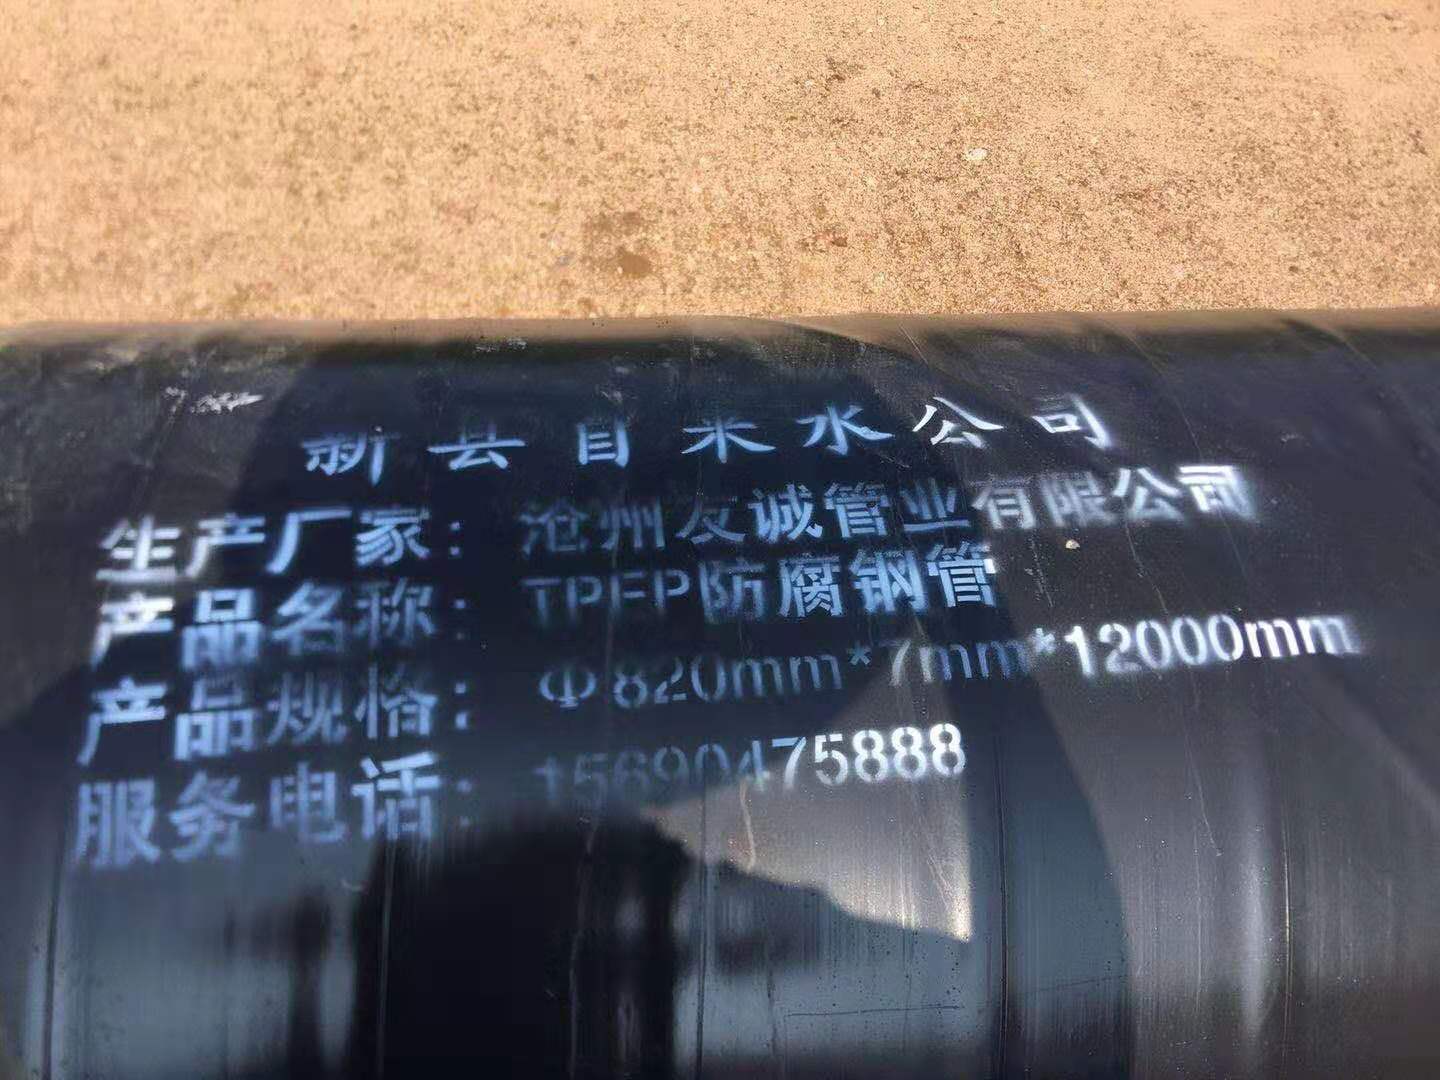 新县自来水公司
生产厂家：沧州友诚管业有限公司
产品名称：TPEP防腐钢管
产品规格：Φ820mm*7mm*12000mm
服务电话：15690475888